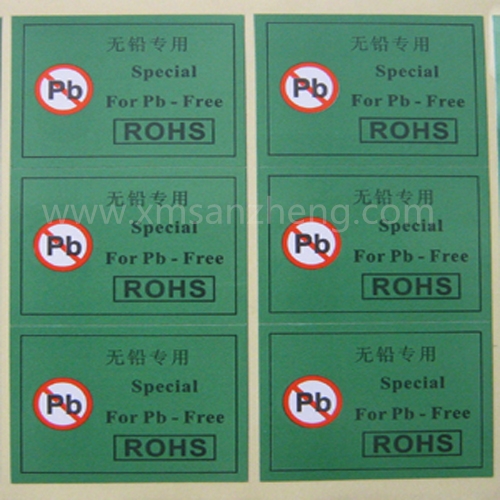 无铅专用
Pb
Special
For Pb - Free
ROHS
无铅专用
Pb
Special
For Pb - Free
ROHS
无铅专用
Pb
Special
For Pb - Free
ROHS
无铅专用
Pb
Special
For Pb - Free
ROHS
www.xmsanzheng.com
无铅专用
Pb
Special
For Pb - Free
ROHS
无铅专用
Pb
Special
For Pb - Free
ROHS